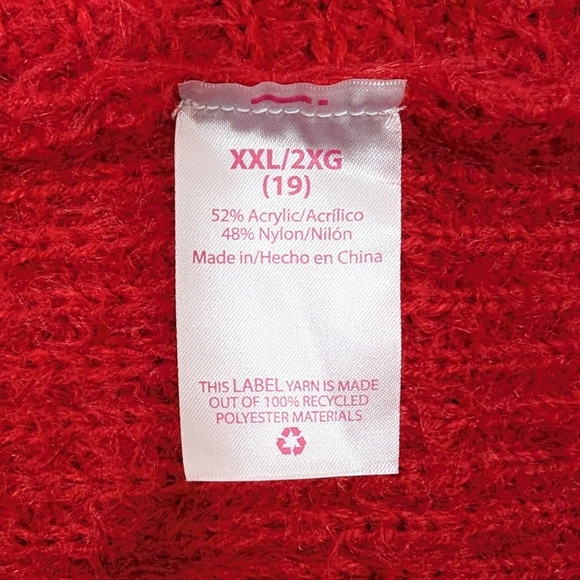 XXL/2XG
(19)
52% Acrylic/Acrílico
48% Nylon/Nilón
Made in/Hecho en China
THIS LABEL YARN IS MADE
OUT OF 100% RECYCLED
POLYESTER MATERIALS